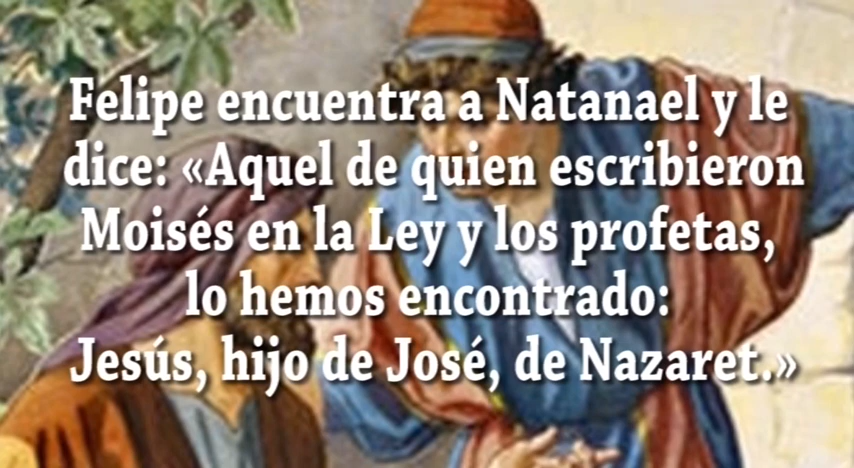 Felipe encuentra a Natanael y le
dice: «Aquel de quien escribieron
Moisés en la Ley y los profetas,
lo hemos encontrado:
Jesús, hijo de José, de Nazaret.»